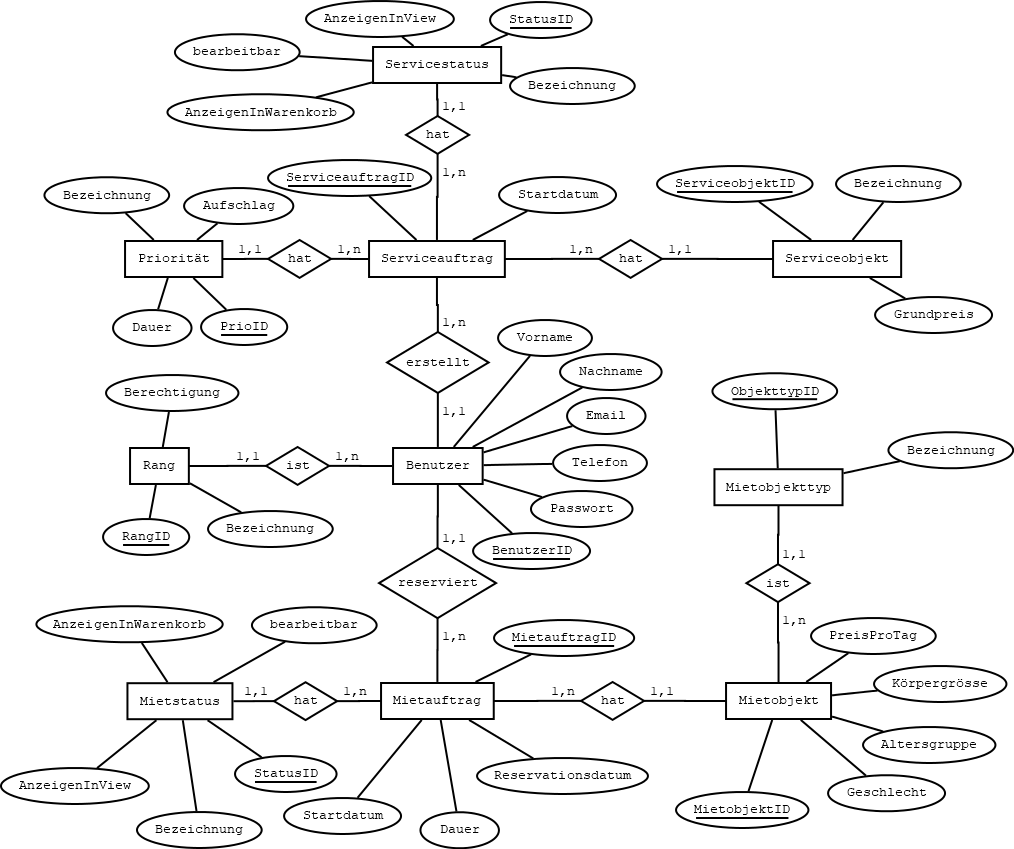 AnzeigenInView
StatusID
bearbeitbar
Servicestatus
Bezeichnung
AnzeigenInWarenkorb
1,1
hat
1,n
ServiceauftragID
Startdatum
ServiceobjektID
Bezeichnung
Bezeichnung
Aufschlag
Priorität
1,1
hat
1,n
Serviceauftrag
1,n
hat
1,1
Serviceobjekt
Dauer
PrioID
Grundpreis
1,n
erstellt
Vorname
Nachname
1,1
Berechtigung
Email
ObjekttypID
Rang
1,1
ist
1,n
Benutzer
Telefon
Bezeichnung
Mietobjekttyp
Passwort
RangID
Bezeichnung
1,1
BenutzerID
1,1
reserviert
ist
AnzeigenInWarenkorb
bearbeitbar
1,n
MietauftragID
1,n
PreisProTag
Mietstatus
1,1
hat
1,n
Mietauftrag
1,n
hat
1,1
Mietobjekt
Körpergrösse
Altersgruppe
AnzeigenInView
StatusID
Reservationsdatum
Geschlecht
Bezeichnung
Startdatum
Dauer
MietobjektID